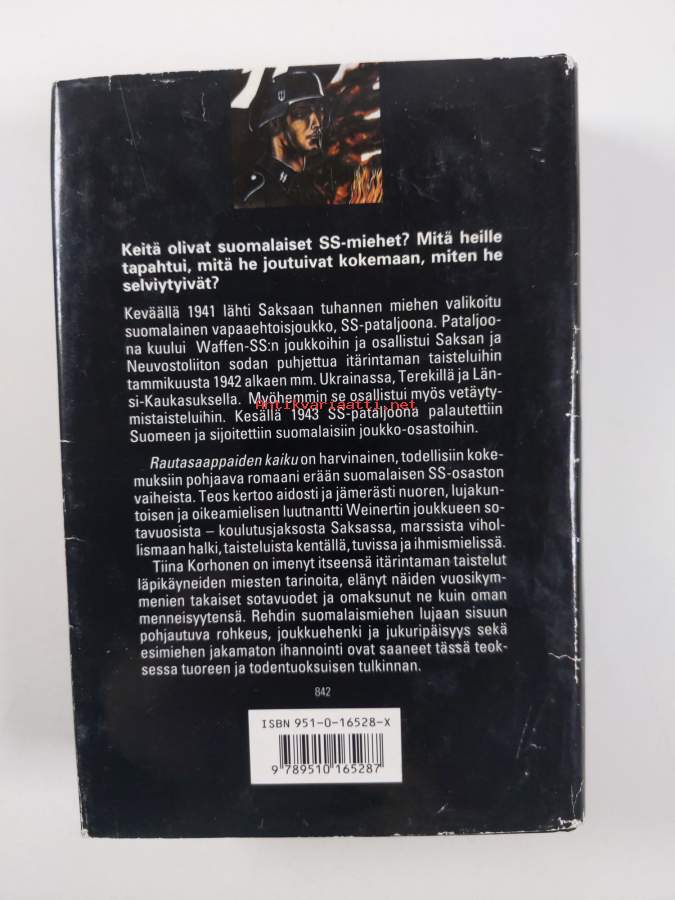 Keitä olivat suomalaiset SS-miehet? Mitä heille
tapahtui, mitä he joutuivat kokemaan, miten he
selviytyivät?
Keväällä 1941 lähti Saksaan tuhannen miehen valikoitu
suomalainen vapaaehtoisjoukko, SS-pataljoona. Pataljoo-
na kuului Waffen-SS:n joukkoihin ja osallistui Saksan ja
Neuvostoliiton sodan puhjettua itärintaman taisteluihin
tammikuusta 1942 alkaen mm. Ukrainassa, Terekillä ja Län-
si-Kaukasuksella. Myöhemmin se osallistui myös vetäyty-
Antikvariaatti.net
mistaisteluihin. Kesällä 1943 SS-pataljoona palautettiin
Suomeen ja sijoitettiin suomalaisiin joukko-osastoihin.
Rautasaappaiden kaiku on harvinainen, todellisiin koke-
muksiin pohjaava romaani erään suomalaisen SS-osaston
vaiheista. Teos kertoo aidosti ja jämerästi nuoren, lujakun-
toisen ja oikeamielisen luutnantti Weinertin joukkueen so-
tavuosista – koulutusjaksosta Saksassa, marssista vihol-
lismaan halki, taisteluista kentällä, tuvissa ja ihmismielissä.
Tiina Korhonen on imenyt itseensä itärintaman taistelut
läpikäyneiden miesten tarinoita, elänyt näiden vuosikym-
menien takaiset sotavuodet ja omaksunut ne kuin oman
menneisyytensä. Rehdin suomalaismiehen lujaan sisuun
pohjautuva rohkeus, joukkuehenki ja jukuripäisyys sekä
esimiehen jakamaton ihannointi ovat saaneet tässä teok-
sessa tuoreen ja todentuoksuisen tulkinnan.
842
ISBN 951-0-16528-X
9 789510 165287